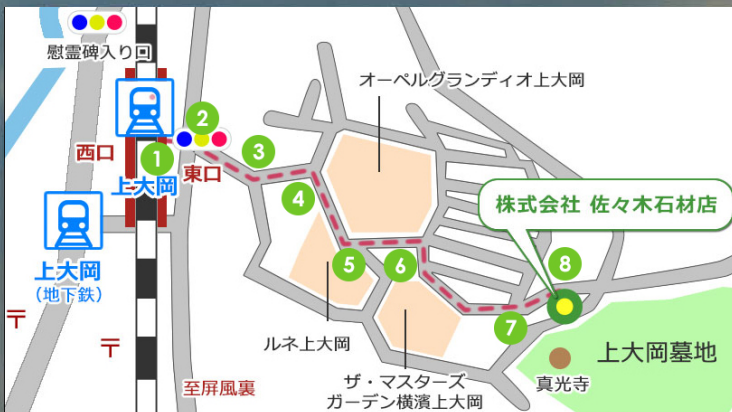 慰霊碑入り口
オーペルグランディオ上大岡
2
3
西口
1
東口
上大岡
4
株式会社 佐々木石材店
上大岡
(地下鉄)
5
6
8
〒
〒
7
ルネ上大岡
上大岡墓地
至屏風裏
ザ・マスターズ
ガーデン横濱上大岡
真光寺